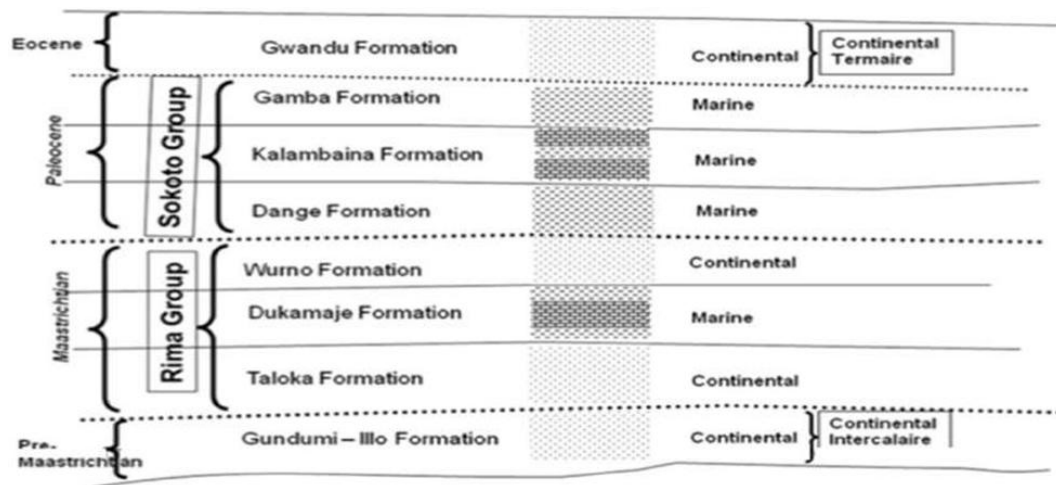 Eocene
Gwandu Formation
Continental
Continental
Termaire
Paleocene
Sokoto Group
Gamba Formation
Marine
Kalambaina Formation
Marine
Dange Formation
Marine
Maastrichtian
Rima Group
Wurno Formation
Continental
Dukamaje Formation
Marine
Taloka Formation
Continental
Pre-
Maastrichtian
Gundumi – Illo Formation
Continental
Continental
Intercalaire